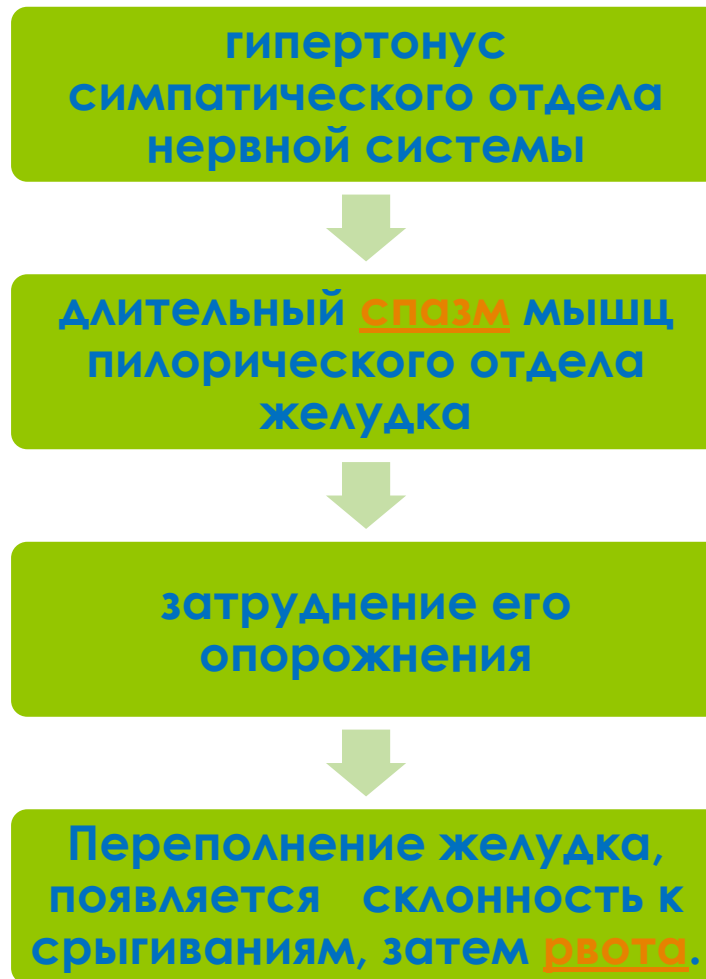 гипертонус
симпатического отдела
нервной системы
длительный спазм мышц
пилорического отдела
желудка
затруднение его
опорожнения
Переполнение желудка,
появляется склонность к
срыгиваниям, затем рвота.